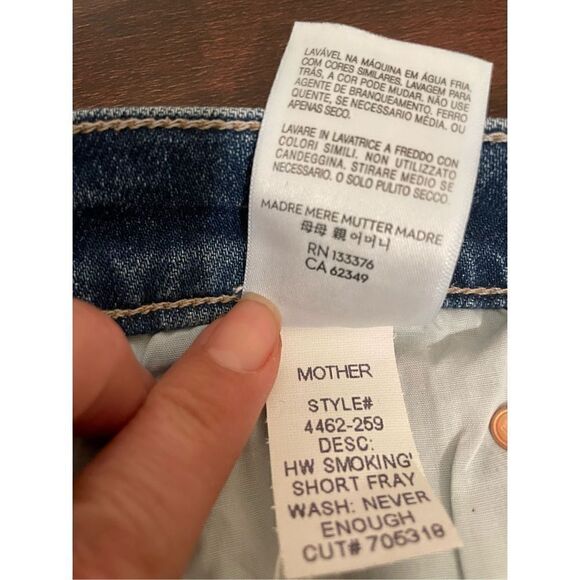 LAVÁVEL NA MÁQUINA EM ÁGUA FRIA,
COM CORES SIMILARES. LAVAGEM PARA
TRÁS, A COR PODE MUDAR. NÃO USE
AGENTE DE BRANQUEAMENTO. FERRO
QUENTE, SE NECESSARIO MÉDIA. OU
APENAS SECO.
LAVARE IN LAVATRICE A FREDDO CON
COLORI SIMILI. NON UTILIZZATO
CANDEGGINA. STIRARE MEDIO SE
NECESSARIO. O SOLO PULITO SECCO.
MADRE MERE MUTTER MADRE
母母 親 어머니
RN 133376
CA 62349
MOTHER
STYLE#
4462-259
DESC:
HW SMOKIN'
SHORT FRAY
WASH: NEVER
ENOUGH
CUT# 705318